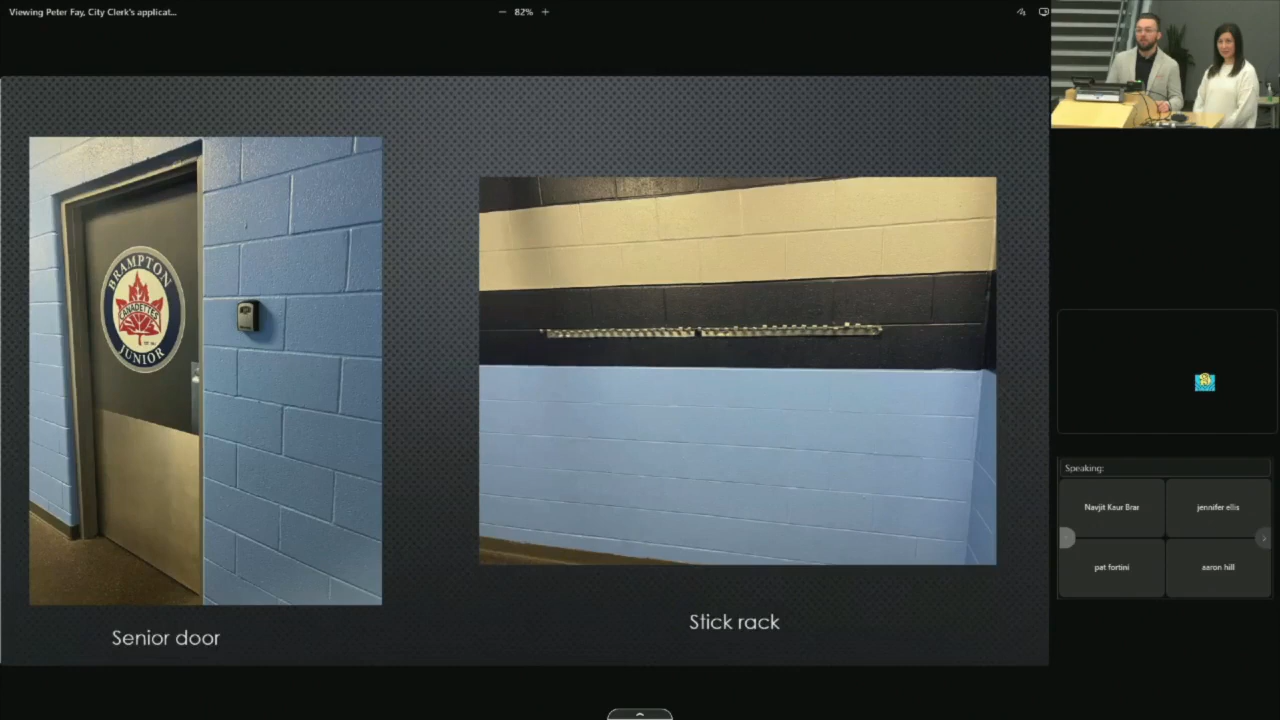 Viewing Peter Fay, City Clerk's applicat...
82%
BRAMPTON
CANADETTES
JUNIOR
Senior door
Stick rack
Speaking:
Navjit Kaur Brar
jennifer ellis
pat fortini
aaron hill